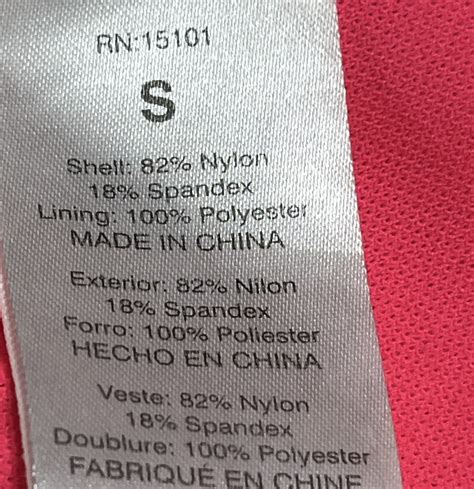 RN:15101
S
Shell: 82% Nylon
18% Spandex
Lining: 100% Polyester
MADE IN CHINA
Exterior: 82% Nilon
18% Spandex
Forro: 100% Poliester
HECHO EN CHINA
Veste: 82% Nylon
18% Spandex
Doublure: 100% Polyester
FABRIQUÉ EN CHINE